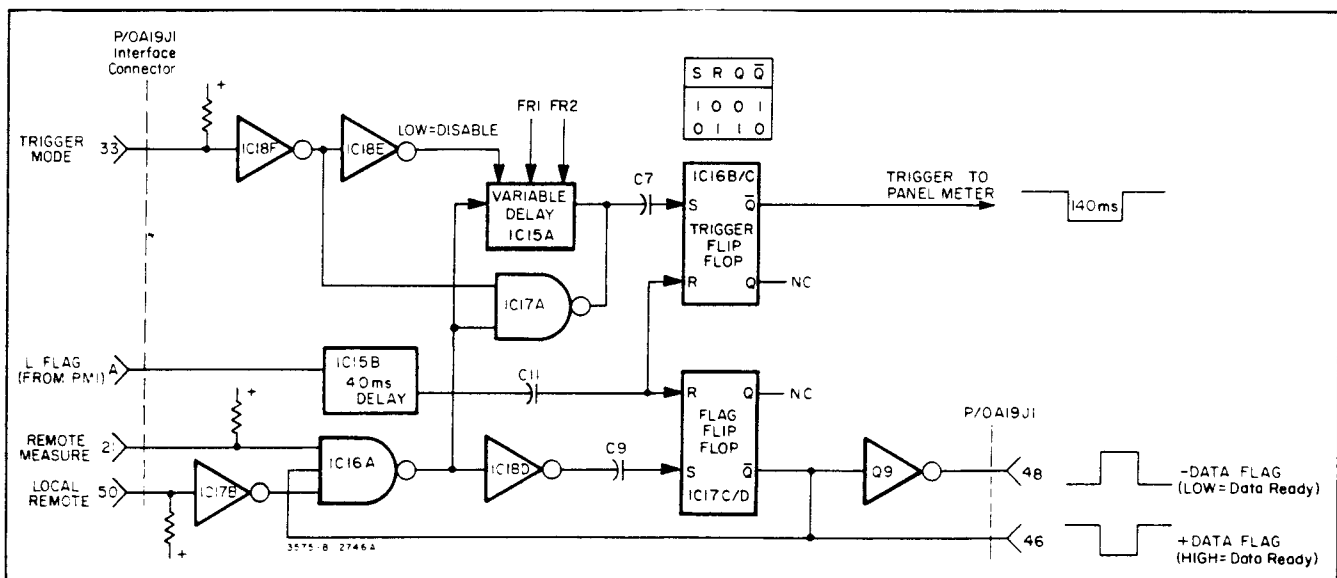 P/OA19J1
Interface
Connector
TRIGGER
MODE
33
+
IC18F
IC18E
LOW=DISABLE
FR1 FR2
VARIABLE
DELAY
IC15A
C7
S R Q Q̅
1 0 0 1
0 1 1 0
IC16B/C
S Q̅
TRIGGER
FLIP
FLOP
R Q
NC
TRIGGER TO
PANEL METER
140ms
IC17A
L FLAG
(FROM PM1)
A
IC15B
40ms
DELAY
C11
R Q
NC
FLAG
FLIP
FLOP
S Q̅
IC17C/D
REMOTE
MEASURE
21
+
IC16A
IC18D
C9
LOCAL
REMOTE
50
IC17B
+
3575-B 2746A
Q9
P/OA19J1
48
-DATA FLAG
(LOW=Data Ready)
46
+DATA FLAG
(HIGH=Data Ready)